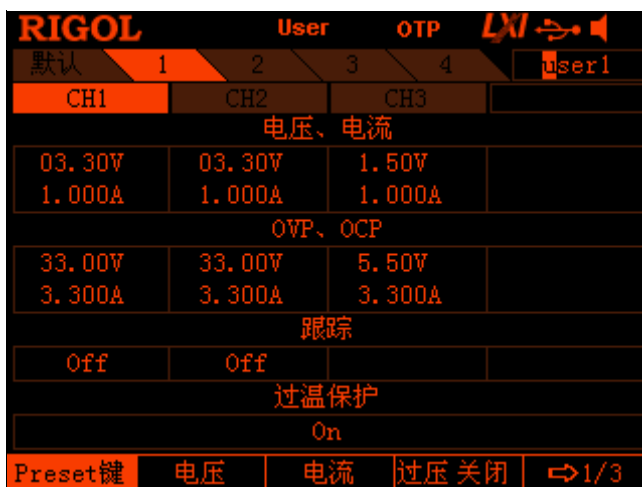 RIGOL User OTP LXI
默认 1 2 3 4 user1
CH1 CH2 CH3
电压、电流
03.30V 03.30V 1.50V
1.000A 1.000A 1.000A
OVP、OCP
33.00V 33.00V 5.50V
3.300A 3.300A 3.300A
跟踪
Off Off
过温保护
On
Preset键 电压 电流 过压 关闭 ⇨1/3